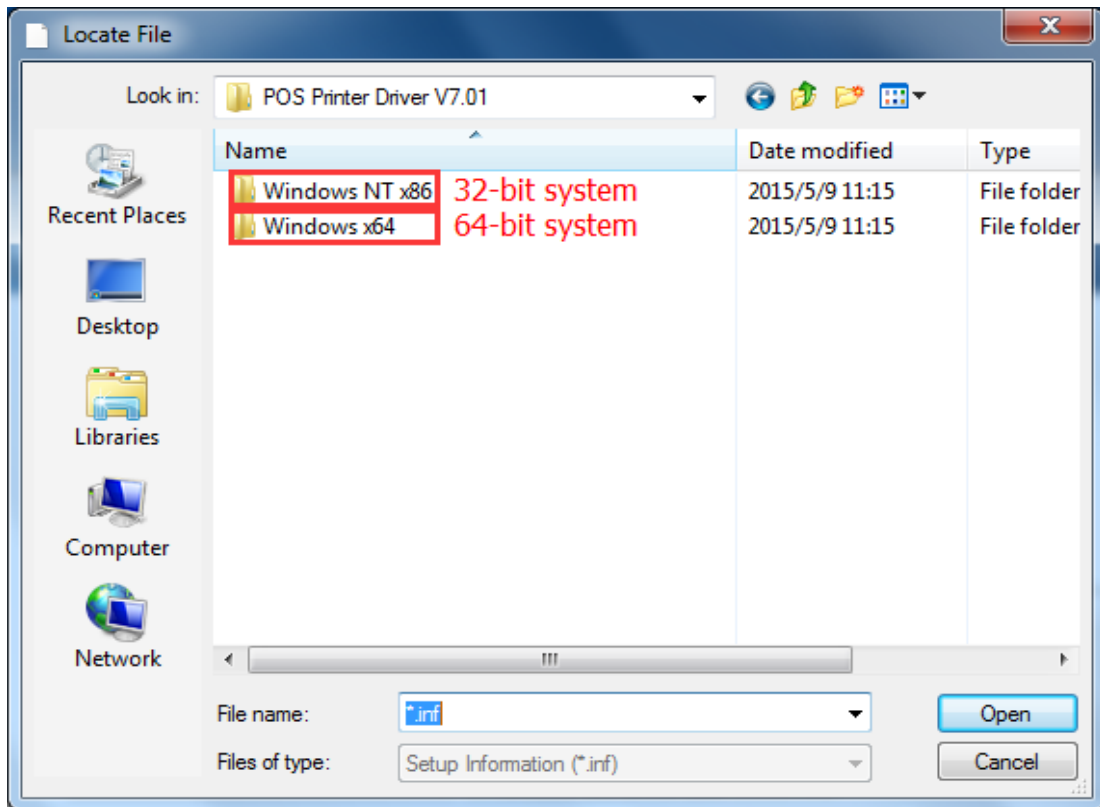 Locate File
Look in: POS Printer Driver V7.01
Name Date modified Type
Windows NT x86 32-bit system 2015/5/9 11:15 File folder
Windows x64 64-bit system 2015/5/9 11:15 File folder
Recent Places
Desktop
Libraries
Computer
Network
File name: *.inf Open
Files of type: Setup Information (*.inf) Cancel